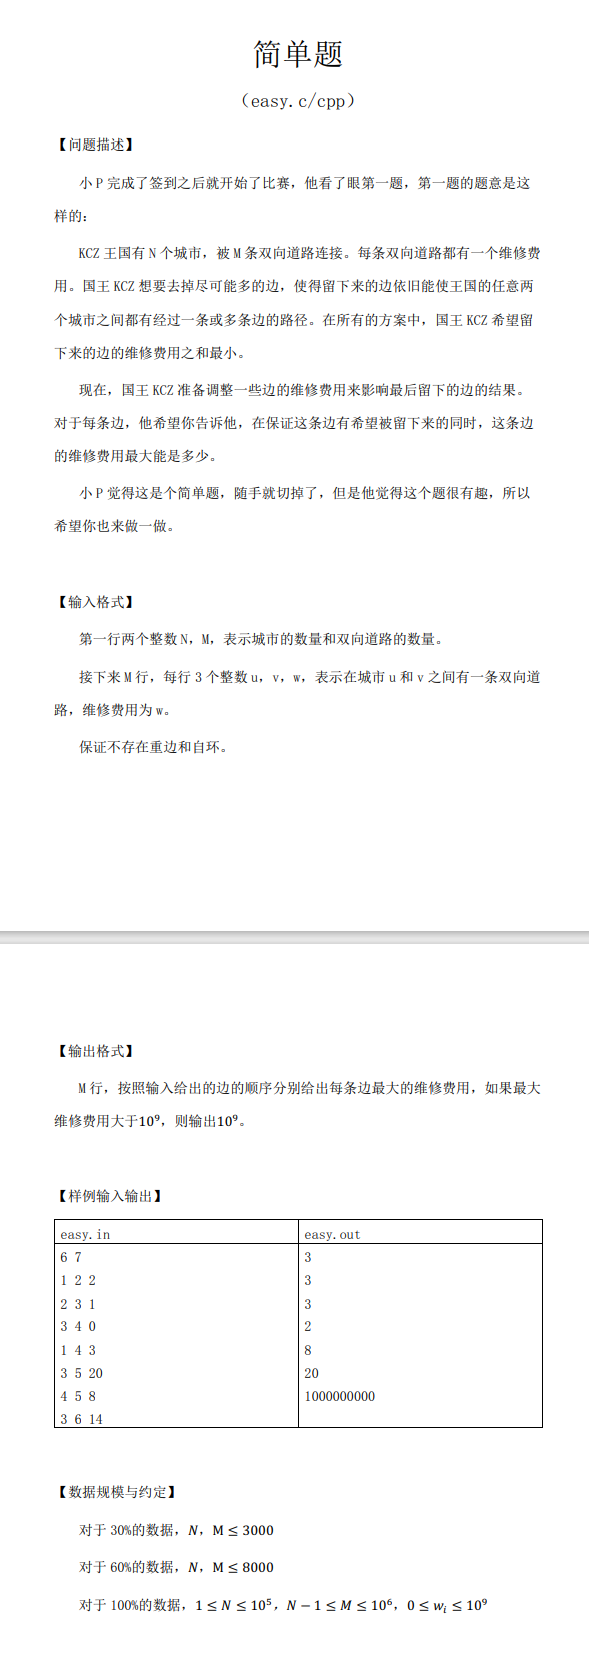 简单题
（easy.c/cpp）
【问题描述】
小 P 完成了签到之后就开始了比赛，他看了眼第一题，第一题的题意是这
样的：
KCZ 王国有 N 个城市，被 M 条双向道路连接。每条双向道路都有一个维修费
用。国王 KCZ 想要去掉尽可能多的边，使得留下来的边依旧能使王国的任意两
个城市之间都有经过一条或多条边的路径。在所有的方案中，国王 KCZ 希望留
下来的边的维修费用之和最小。
现在，国王 KCZ 准备调整一些边的维修费用来影响最后留下的边的结果。
对于每条边，他希望你告诉他，在保证这条边有希望被留下来的同时，这条边
的维修费用最大能是多少。
小 P 觉得这是个简单题，随手就切掉了，但是他觉得这个题很有趣，所以
希望你也来做一做。
【输入格式】
第一行两个整数 N，M，表示城市的数量和双向道路的数量。
接下来 M 行，每行 3 个整数 u，v，w，表示在城市 u 和 v 之间有一条双向道
路，维修费用为 w。
保证不存在重边和自环。
【输出格式】
M 行，按照输入给出的边的顺序分别给出每条边最大的维修费用，如果最大
维修费用大于10⁹，则输出10⁹。
【样例输入输出】
easy.in easy.out
6 7 3
1 2 2 3
2 3 1 3
3 4 0 2
1 4 3 8
3 5 20 20
4 5 8 1000000000
3 6 14
【数据规模与约定】
对于 30%的数据，N，M ≤ 3000
对于 60%的数据，N，M ≤ 8000
对于 100%的数据，1 ≤ N ≤ 10⁵，N − 1 ≤ M ≤ 10⁶，0 ≤ wᵢ ≤ 10⁹